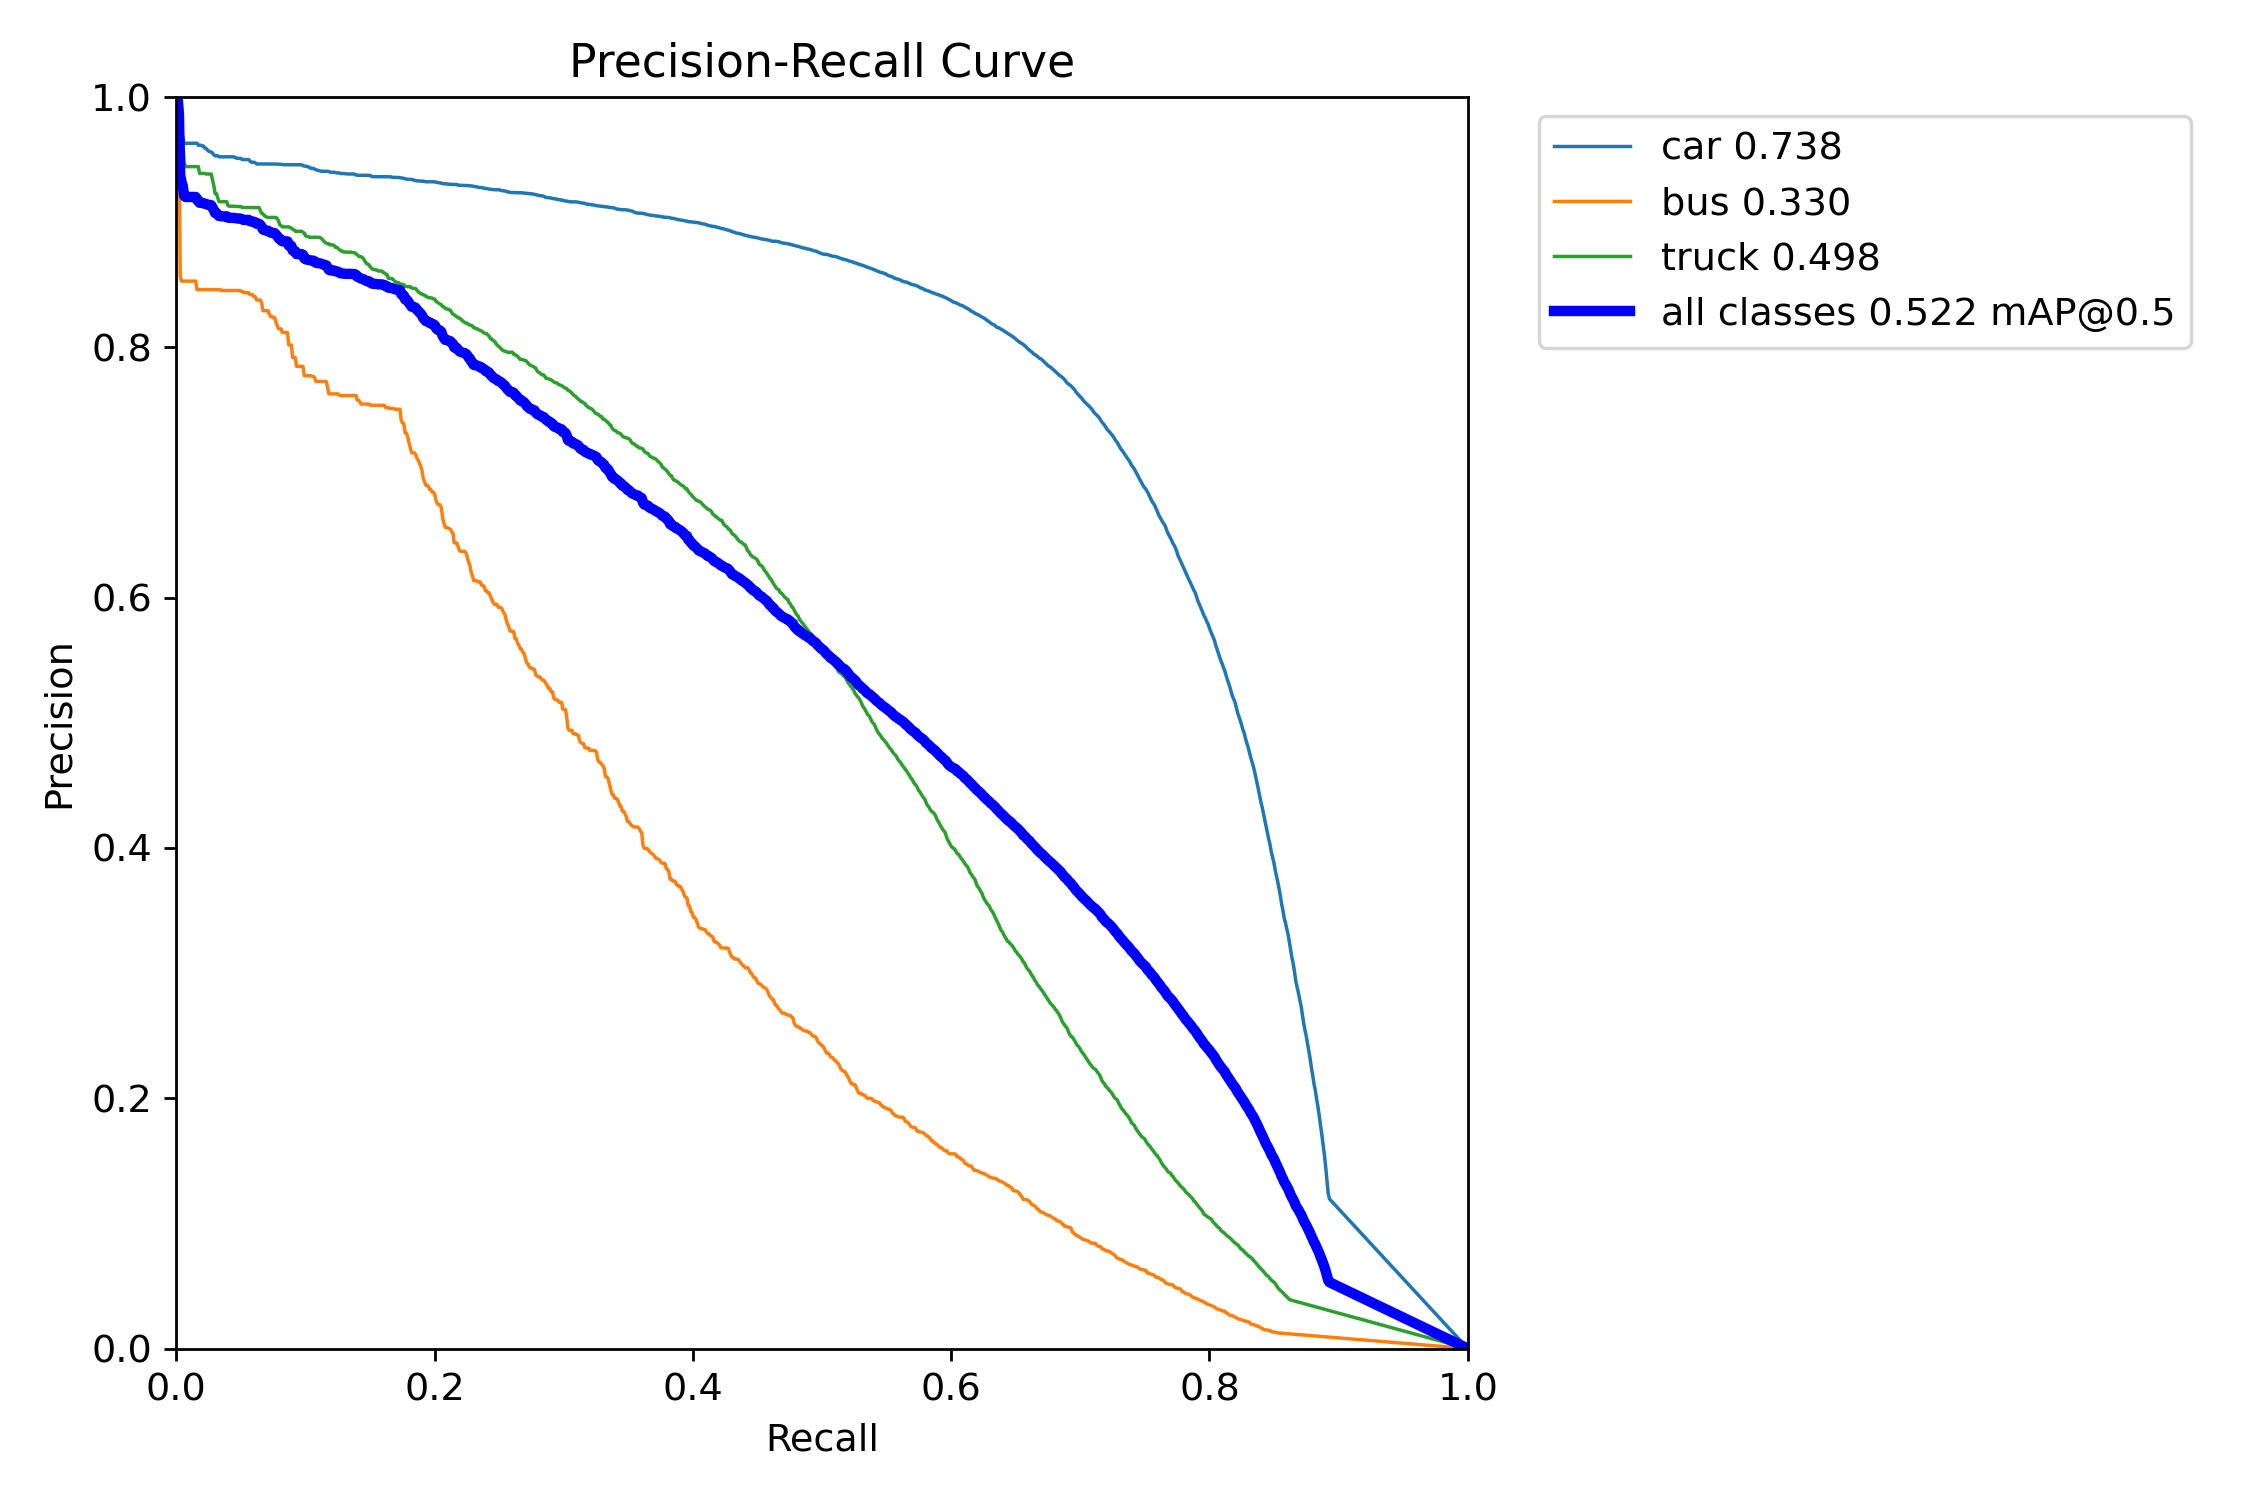 Precision-Recall Curve
1.0
0.8
0.6
0.4
0.2
0.0
Precision
0.0 0.2 0.4 0.6 0.8 1.0
Recall
car 0.738
bus 0.330
truck 0.498
all classes 0.522 mAP@0.5